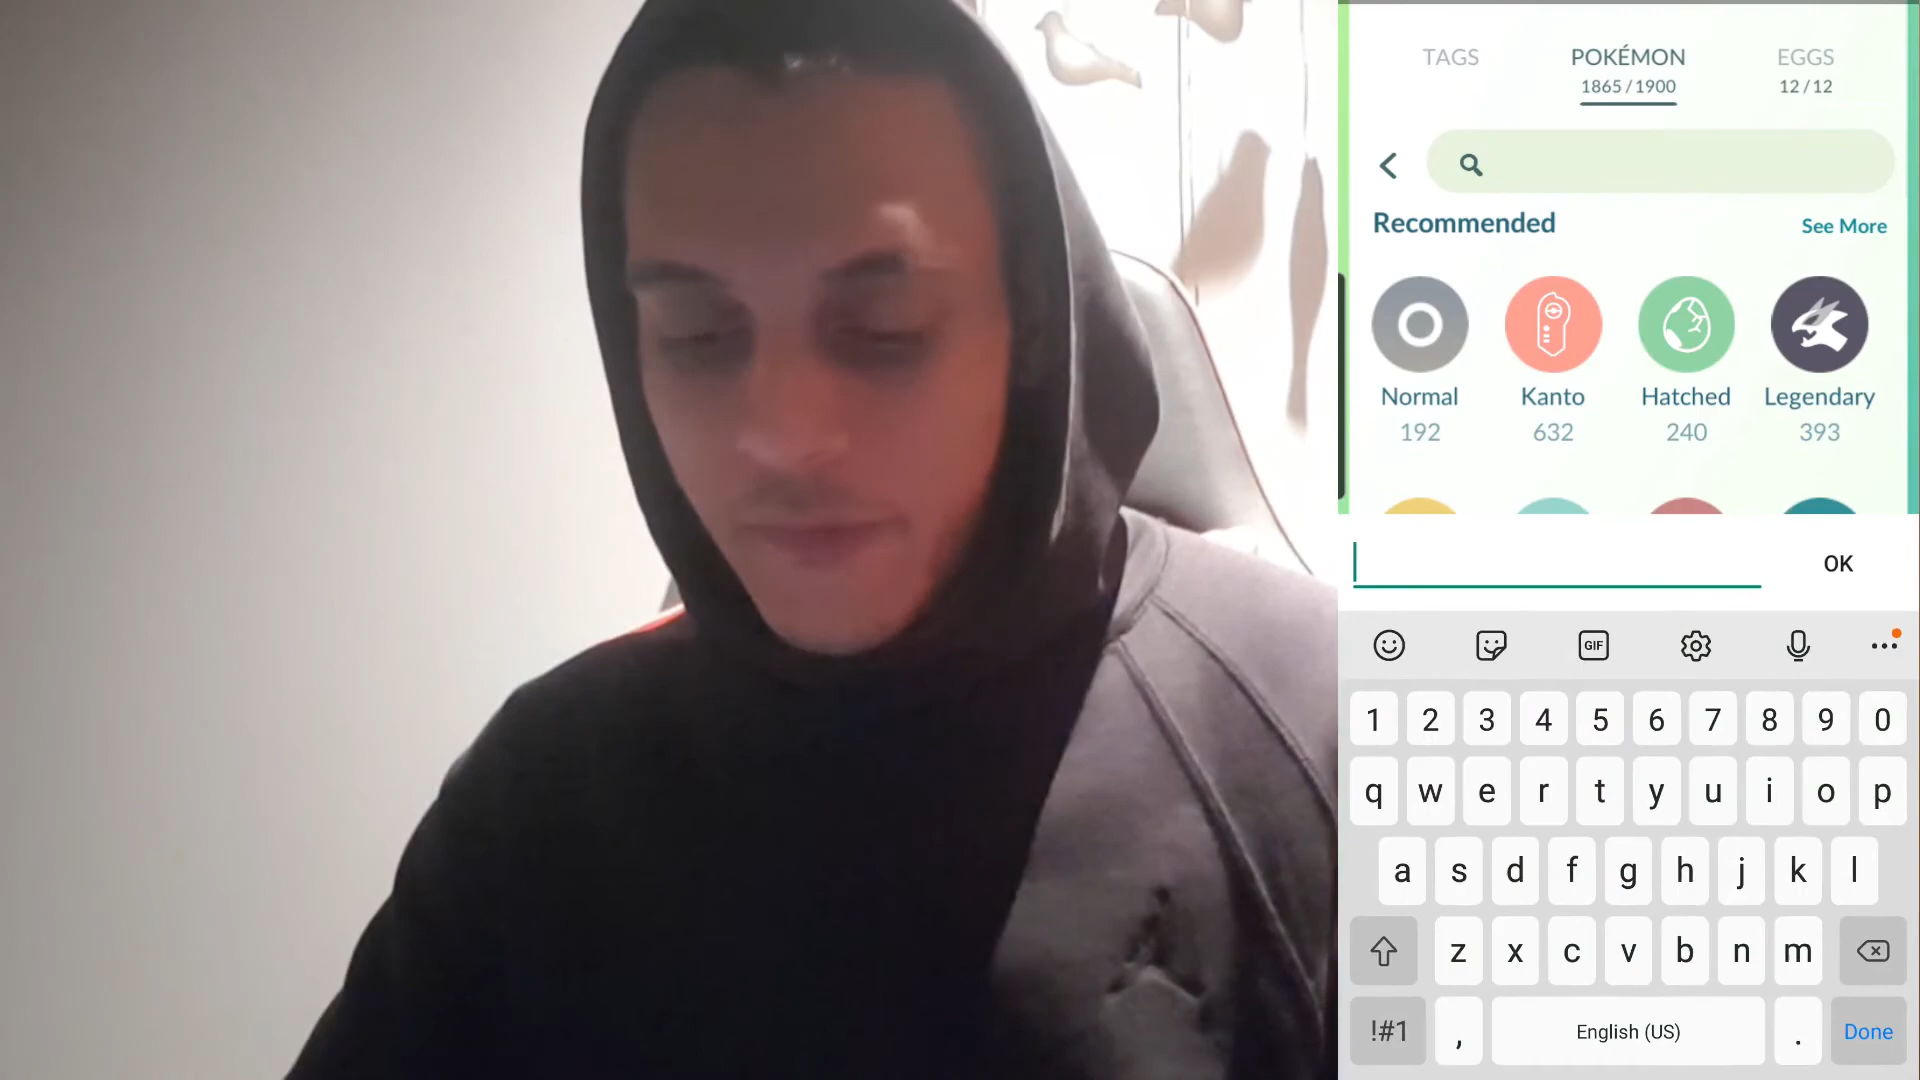 TAGS
POKÉMON
1865/1900
EGGS
12/12
Recommended
See More
Normal
192
Kanto
632
Hatched
240
Legendary
393
OK
GIF
1 2 3 4 5 6 7 8 9 0
q w e r t y u i o p
a s d f g h j k l
z x c v b n m
!#1 , English (US) . Done